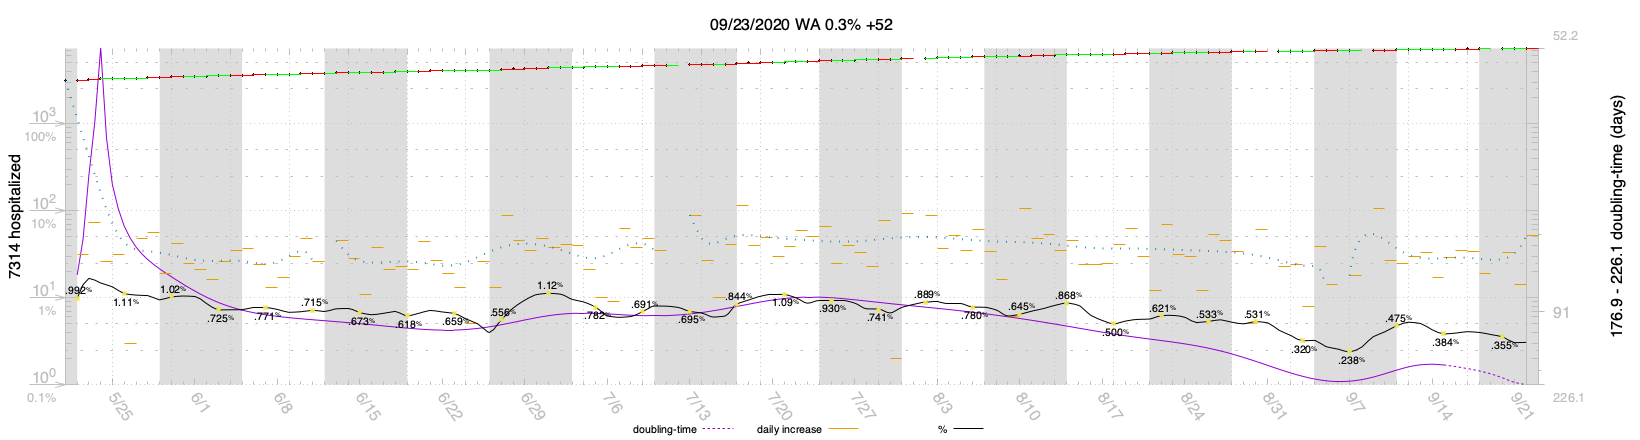 09/23/2020 WA 0.3% +52
7314 hospitalized
10³
100%
10²
10%
10¹
1%
10⁰
0.1%
52.2
91
226.1
176.9 - 226.1 doubling-time (days)
.992% 1.11% 1.02% .725% .771% .715% .673% .618% .659% .556% 1.12% .782% .691% .695% .844% 1.09% .930% .741% .889% .780% .645% .868% .500% .621% .533% .531% .320% .238% .475% .384% .355%
5/25 6/1 6/8 6/15 6/22 6/29 7/6 7/13 7/20 7/27 8/3 8/10 8/17 8/24 8/31 9/7 9/14 9/21
doubling-time daily increase %